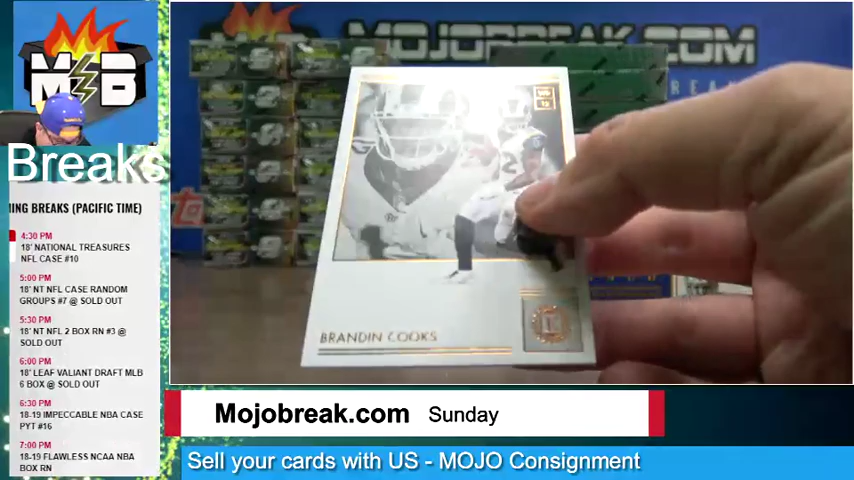 MOJOBREAK
M B
Breaks
ING BREAKS (PACIFIC TIME)
4:30 PM
18' NATIONAL TREASURES
NFL CASE #10
5:00 PM
18' NT NFL CASE RANDOM
GROUPS #7 @ SOLD OUT
5:30 PM
18' NT NFL 2 BOX RN #3 @
SOLD OUT
6:00 PM
18' LEAF VALIANT DRAFT MLB
6 BOX @ SOLD OUT
6:30 PM
18-19 IMPECCABLE NBA CASE
PYT #16
7:00 PM
18-19 FLAWLESS NCAA NBA
BOX RN
BRANDIN COOKS
Mojobreak.com Sunday
Sell your cards with US - MOJO Consignment